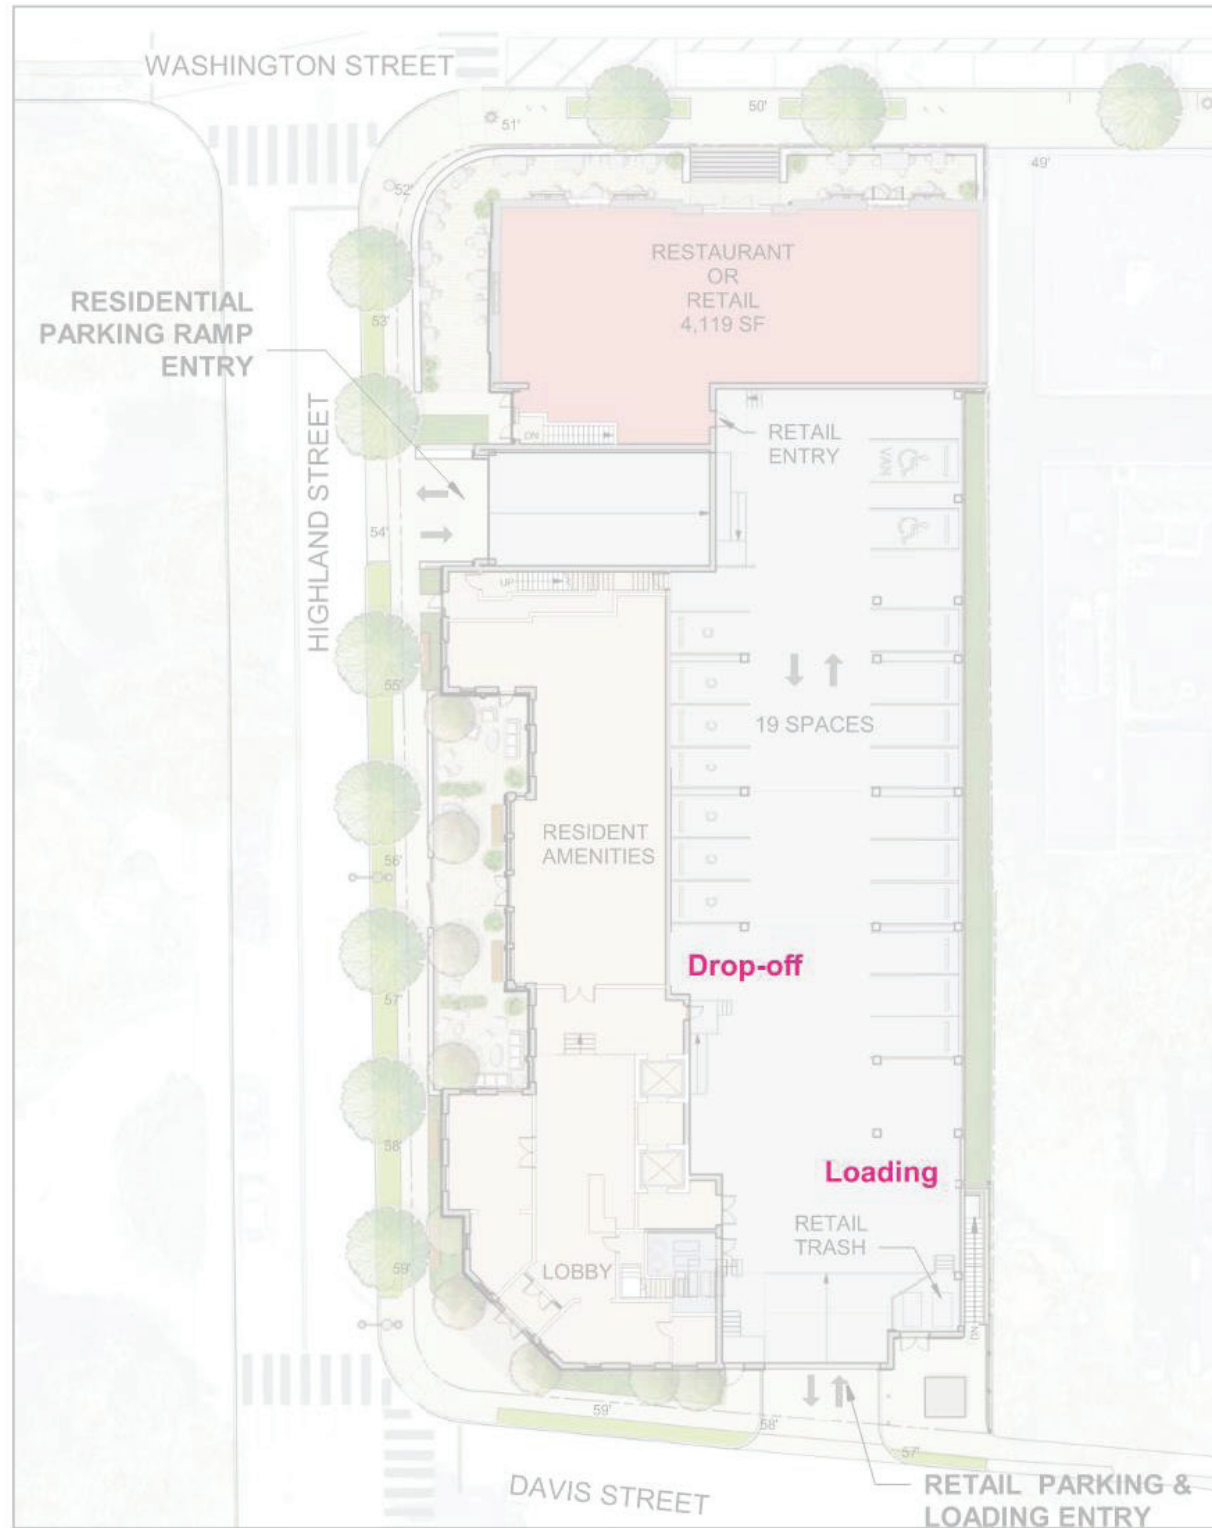 WASHINGTON STREET
50'
51'
49'
52'
RESTAURANT
OR
RETAIL
4,119 SF
RESIDENTIAL
PARKING RAMP
ENTRY
53'
HIGHLAND STREET
DN
RETAIL
ENTRY
VAN
54'
UP
55'
19 SPACES
RESIDENT
AMENITIES
56'
Drop-off
57'
58'
Loading
RETAIL
TRASH
59'
LOBBY
DN
59'
58'
57'
DAVIS STREET
RETAIL PARKING &
LOADING ENTRY